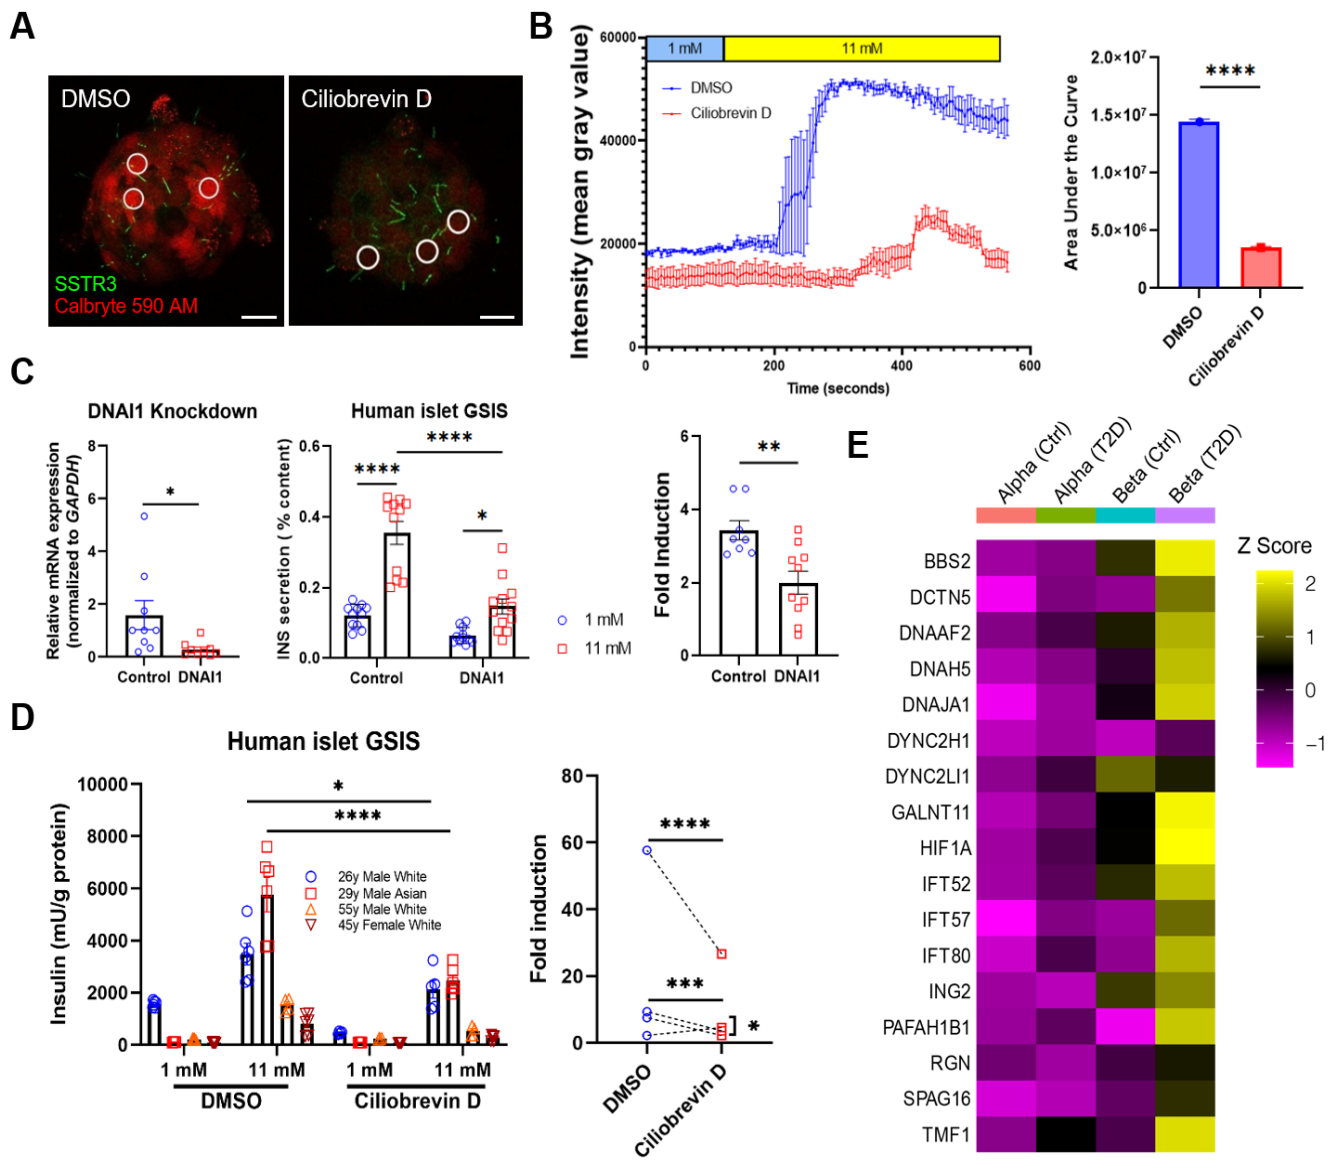 A
DMSO
Ciliobrevin D
SSTR3
Calbryte 590 AM
B
Intensity (mean gray value)
60000
40000
20000
0
1 mM
11 mM
DMSO
Ciliobrevin D
0
200
400
600
Time (seconds)
Area Under the Curve
2.0×10⁷
1.5×10⁷
1.0×10⁷
5.0×10⁶
0
****
DMSO
Ciliobrevin D
C
DNAI1 Knockdown
Relative mRNA expression
(normalized to GAPDH)
8
6
4
2
0
*
Control
DNAI1
Human islet GSIS
INS secretion ( % content)
0.6
0.4
0.2
0.0
****
****
*
Control
DNAI1
1 mM
11 mM
Fold Induction
6
4
2
0
**
Control
DNAI1
D
Human islet GSIS
Insulin (mU/g protein)
10000
8000
6000
4000
2000
0
*
****
26y Male White
29y Male Asian
55y Male White
45y Female White
1 mM
11 mM
1 mM
11 mM
DMSO
Ciliobrevin D
Fold induction
80
60
40
20
0
****
***
*
DMSO
Ciliobrevin D
E
Alpha (Ctrl)
Alpha (T2D)
Beta (Ctrl)
Beta (T2D)
BBS2
DCTN5
DNAAF2
DNAH5
DNAJA1
DYNC2H1
DYNC2LI1
GALNT11
HIF1A
IFT52
IFT57
IFT80
ING2
PAFAH1B1
RGN
SPAG16
TMF1
Z Score
2
1
0
−1